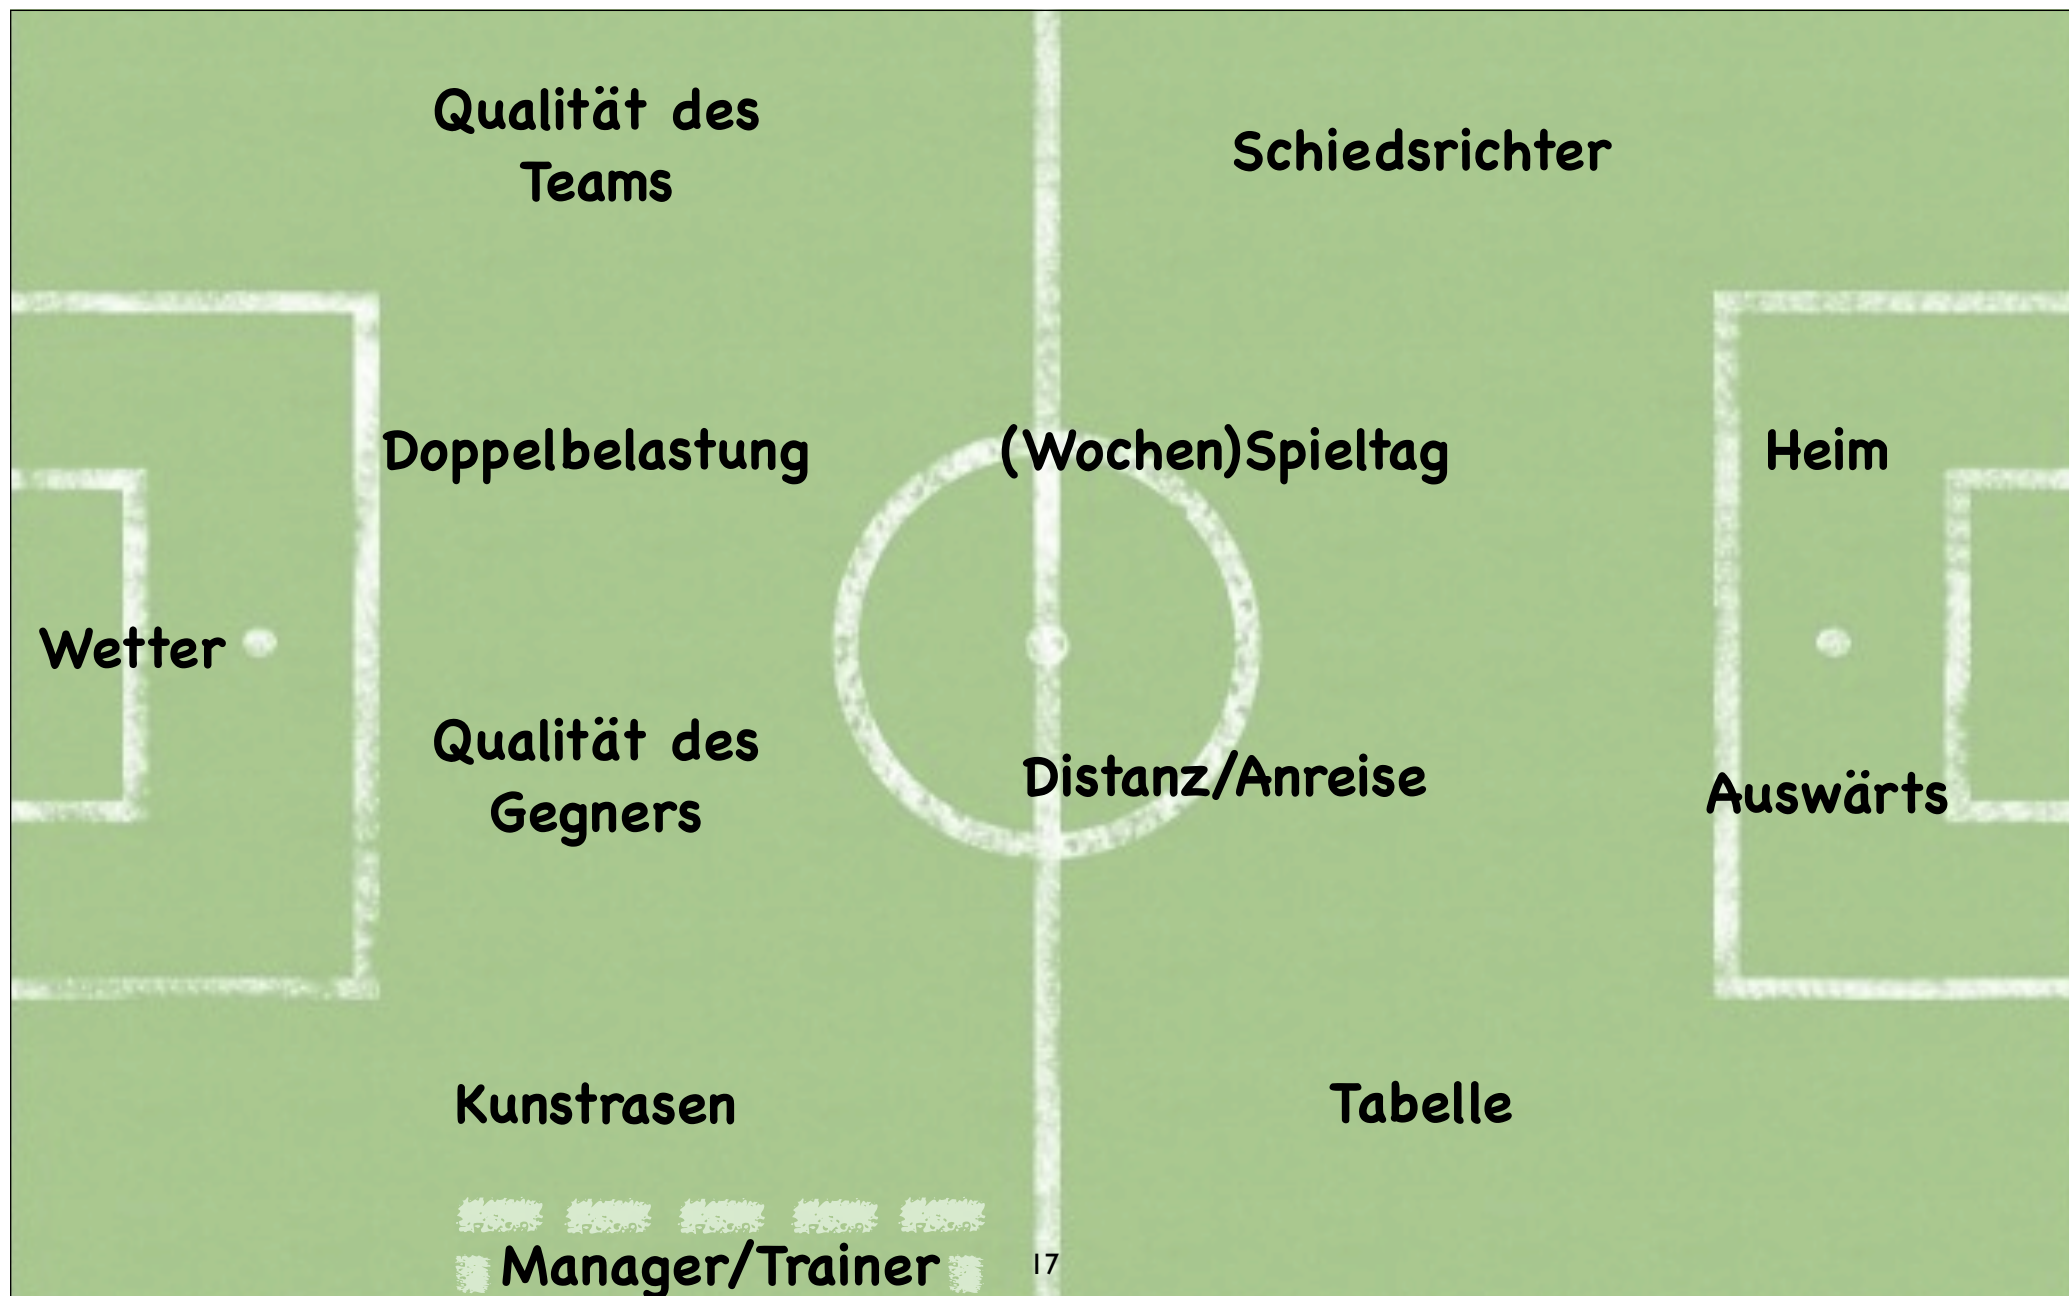 Qualität des
Teams
Schiedsrichter
Doppelbelastung
(Wochen)Spieltag
Heim
Wetter
Qualität des
Gegners
Distanz/Anreise
Auswärts
Kunstrasen
Tabelle
Manager/Trainer
17